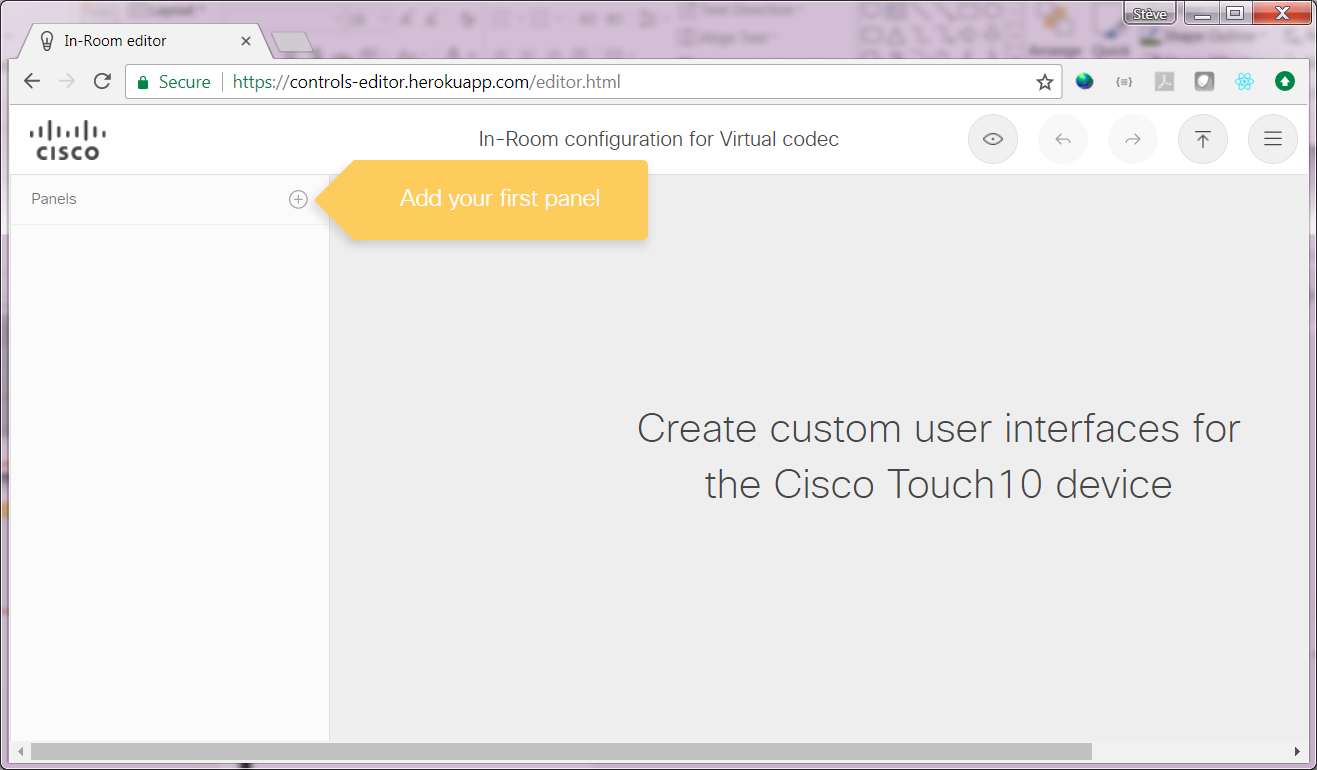 Stève
In-Room editor
Secure
https://controls-editor.herokuapp.com/editor.html
CISCO
In-Room configuration for Virtual codec
Panels
Add your first panel
Create custom user interfaces for
the Cisco Touch10 device